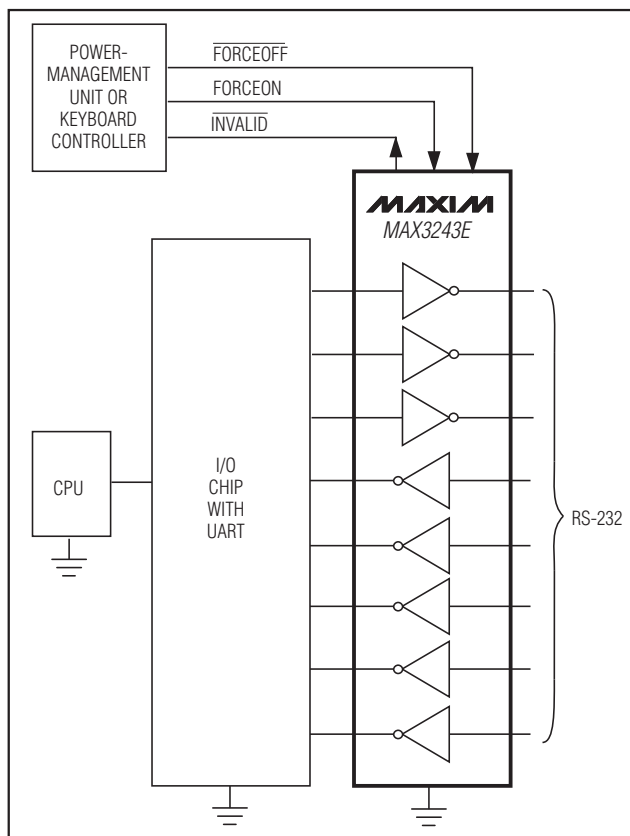 POWER-
MANAGEMENT
UNIT OR
KEYBOARD
CONTROLLER
FORCEOFF
FORCEON
INVALID
MAXIM
MAX3243E
CPU
I/O
CHIP
WITH
UART
RS-232